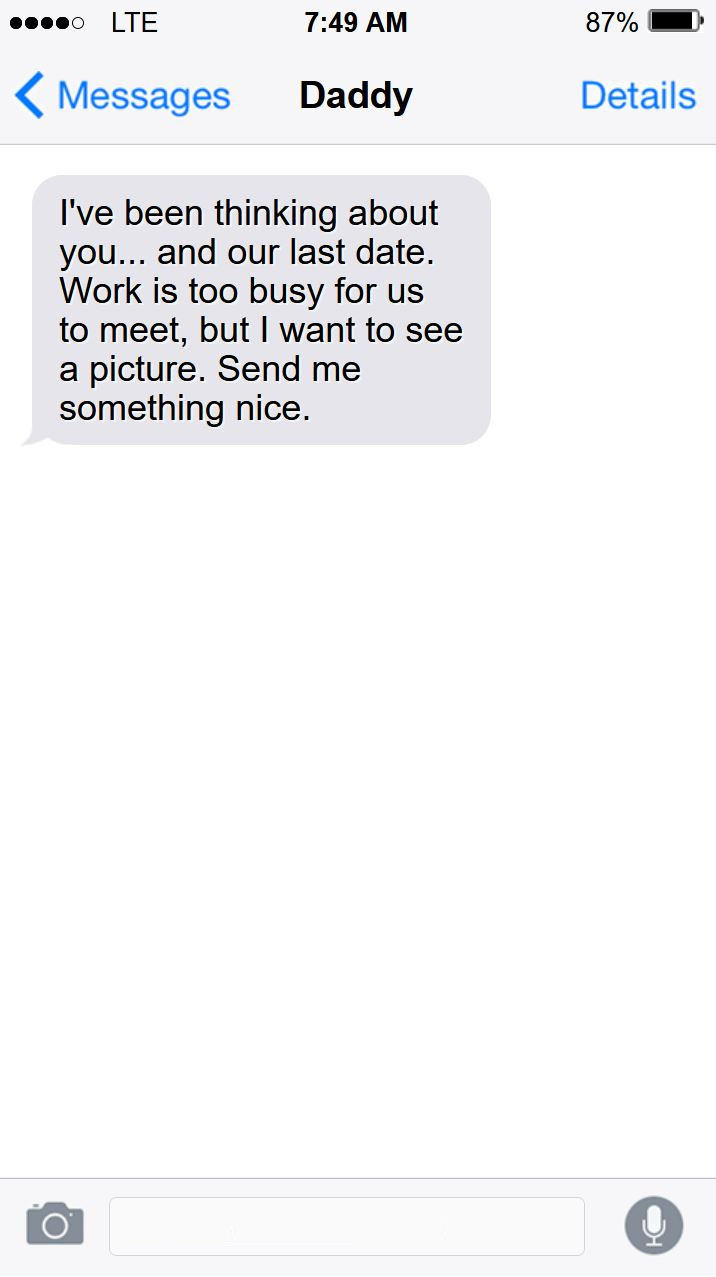 LTE 7:49 AM 87%
Messages Daddy Details
I've been thinking about
you... and our last date.
Work is too busy for us
to meet, but I want to see
a picture. Send me
something nice.